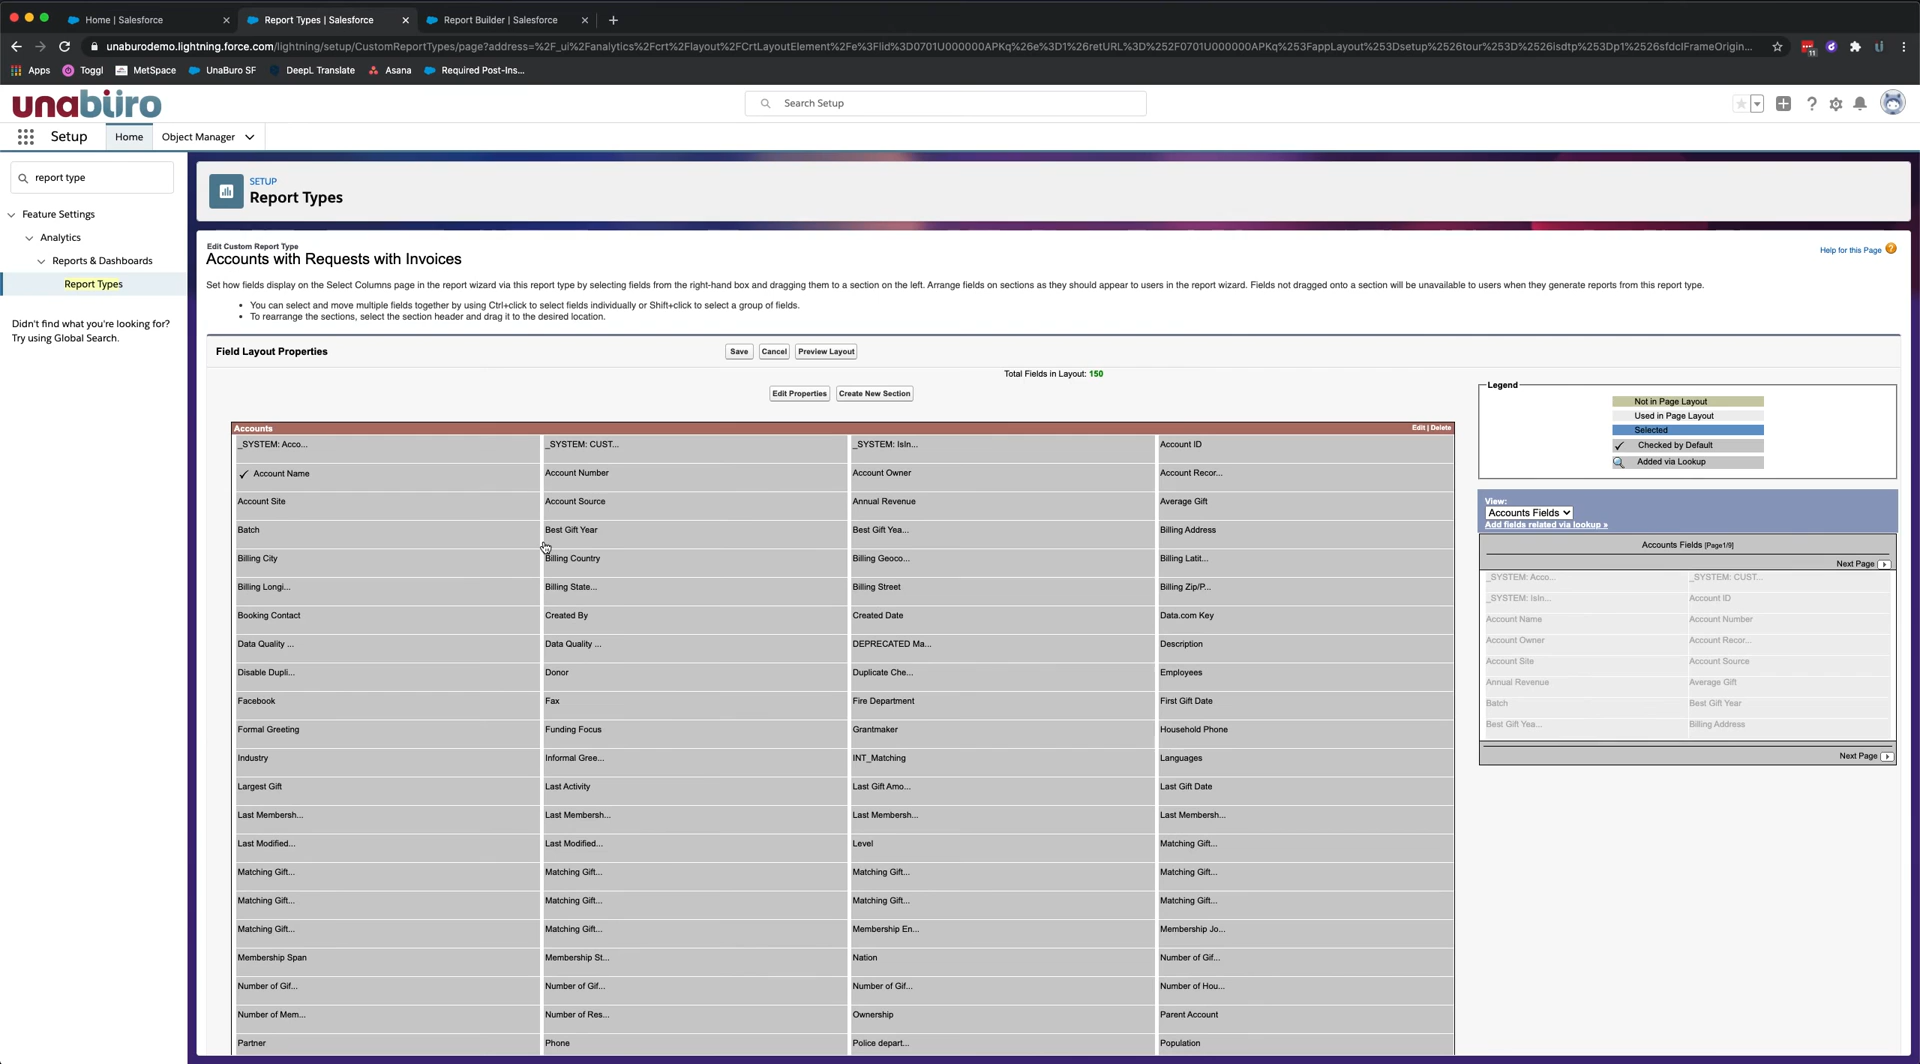 Home | Salesforce
Report Types | Salesforce
Report Builder | Salesforce
unaburodemo.lightning.force.com/lightning/setup/CustomReportTypes/page?address=%2F_ui%2Fanalytics%2Fcrt%2Flayout%2FCrtLayoutElement%2Fe%3Flid%3D0701U000000APKq%26e%3D1%26retURL%3D%252F0701U000000APKq%253FappLayout%253Dsetup%2526tour%253D%2526isdtp%253Dp1%2526sfdcIFrameOrigin...
11
Apps
Toggl
MetSpace
UnaBuro SF
DeepL Translate
Asana
Required Post-Ins...
unabüro
Search Setup
Setup
Home
Object Manager
report type
Feature Settings
Analytics
Reports & Dashboards
Report Types
Didn't find what you're looking for?
Try using Global Search.
SETUP
Report Types
Edit Custom Report Type
Accounts with Requests with Invoices
Help for this Page
Set how fields display on the Select Columns page in the report wizard via this report type by selecting fields from the right-hand box and dragging them to a section on the left. Arrange fields on sections as they should appear to users in the report wizard. Fields not dragged onto a section will be unavailable to users when they generate reports from this report type.
• You can select and move multiple fields together by using Ctrl+click to select fields individually or Shift+click to select a group of fields.
• To rearrange the sections, select the section header and drag it to the desired location.
Field Layout Properties
Save
Cancel
Preview Layout
Total Fields in Layout: 150
Edit Properties
Create New Section
Accounts
Edit | Delete
_SYSTEM: Acco... _SYSTEM: CUST... _SYSTEM: IsIn... Account ID
Account Name Account Number Account Owner Account Recor...
Account Site Account Source Annual Revenue Average Gift
Batch Best Gift Year Best Gift Yea... Billing Address
Billing City Billing Country Billing Geoco... Billing Latit...
Billing Longi... Billing State... Billing Street Billing Zip/P...
Booking Contact Created By Created Date Data.com Key
Data Quality ... Data Quality ... DEPRECATED Ma... Description
Disable Dupli... Donor Duplicate Che... Employees
Facebook Fax Fire Department First Gift Date
Formal Greeting Funding Focus Grantmaker Household Phone
Industry Informal Gree... INT_Matching Languages
Largest Gift Last Activity Last Gift Amo... Last Gift Date
Last Membersh... Last Membersh... Last Membersh... Last Membersh...
Last Modified... Last Modified... Level Matching Gift...
Matching Gift... Matching Gift... Matching Gift... Matching Gift...
Matching Gift... Matching Gift... Matching Gift... Matching Gift...
Matching Gift... Matching Gift... Membership En... Membership Jo...
Membership Span Membership St... Nation Number of Gif...
Number of Gif... Number of Gif... Number of Gif... Number of Hou...
Number of Mem... Number of Res... Ownership Parent Account
Partner Phone Police depart... Population
Legend
Not in Page Layout
Used in Page Layout
Selected
Checked by Default
Added via Lookup
View:
Accounts Fields
Add fields related via lookup »
Accounts Fields [Page1/9]
Next Page
_SYSTEM: Acco... _SYSTEM: CUST...
_SYSTEM: IsIn... Account ID
Account Name Account Number
Account Owner Account Recor...
Account Site Account Source
Annual Revenue Average Gift
Batch Best Gift Year
Best Gift Yea... Billing Address
Next Page